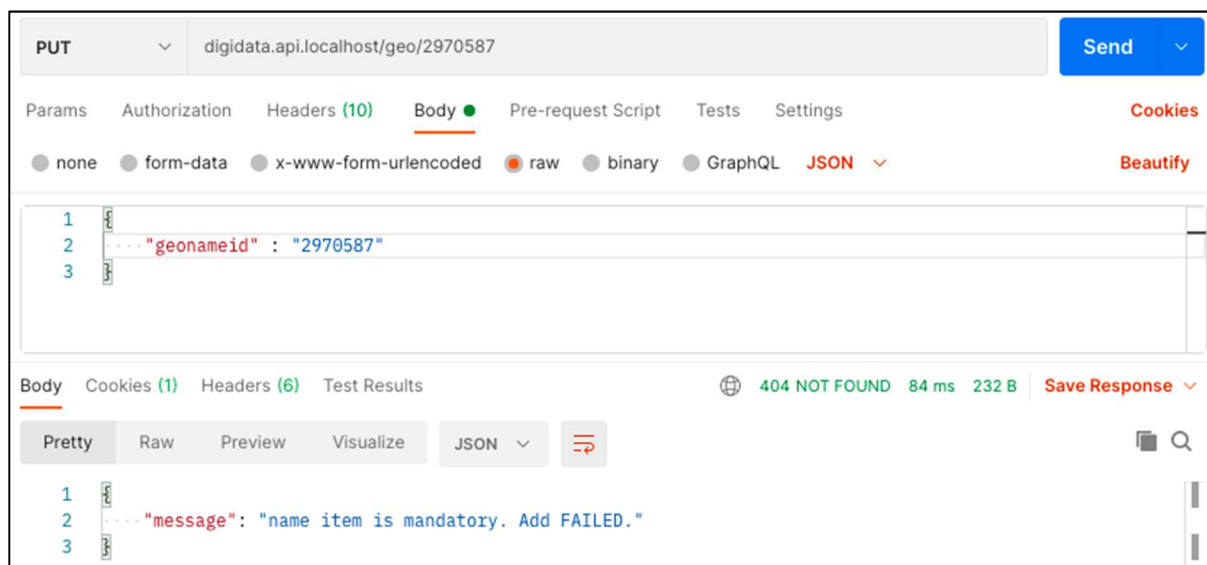 PUT digidata.api.localhost/geo/2970587 Send
Params Authorization Headers (10) Body Pre-request Script Tests Settings Cookies
none form-data x-www-form-urlencoded raw binary GraphQL JSON Beautify
1 {
2 ····"geonameid" : "2970587"
3 }
Body Cookies (1) Headers (6) Test Results 404 NOT FOUND 84 ms 232 B Save Response
Pretty Raw Preview Visualize JSON
1 {
2 ····"message": "name item is mandatory. Add FAILED."
3 }